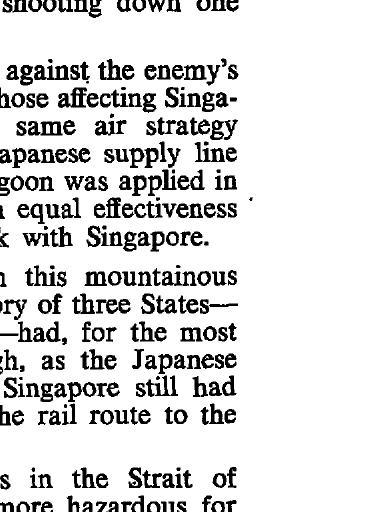 shooting down one
against the enemy's
hose affecting Singa-
same air strategy
apanese supply line
goon was applied in
equal effectiveness
k with Singapore.
this mountainous
ory of three States—
—had, for the most
gh, as the Japanese
Singapore still had
he rail route to the
s in the Strait of
more hazardous for